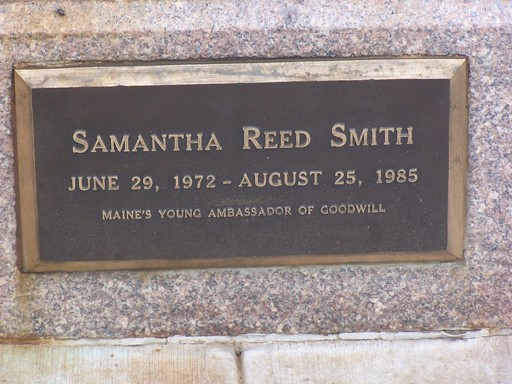 SAMANTHA REED SMITH
JUNE 29, 1972 - AUGUST 25, 1985
MAINE'S YOUNG AMBASSADOR OF GOODWILL